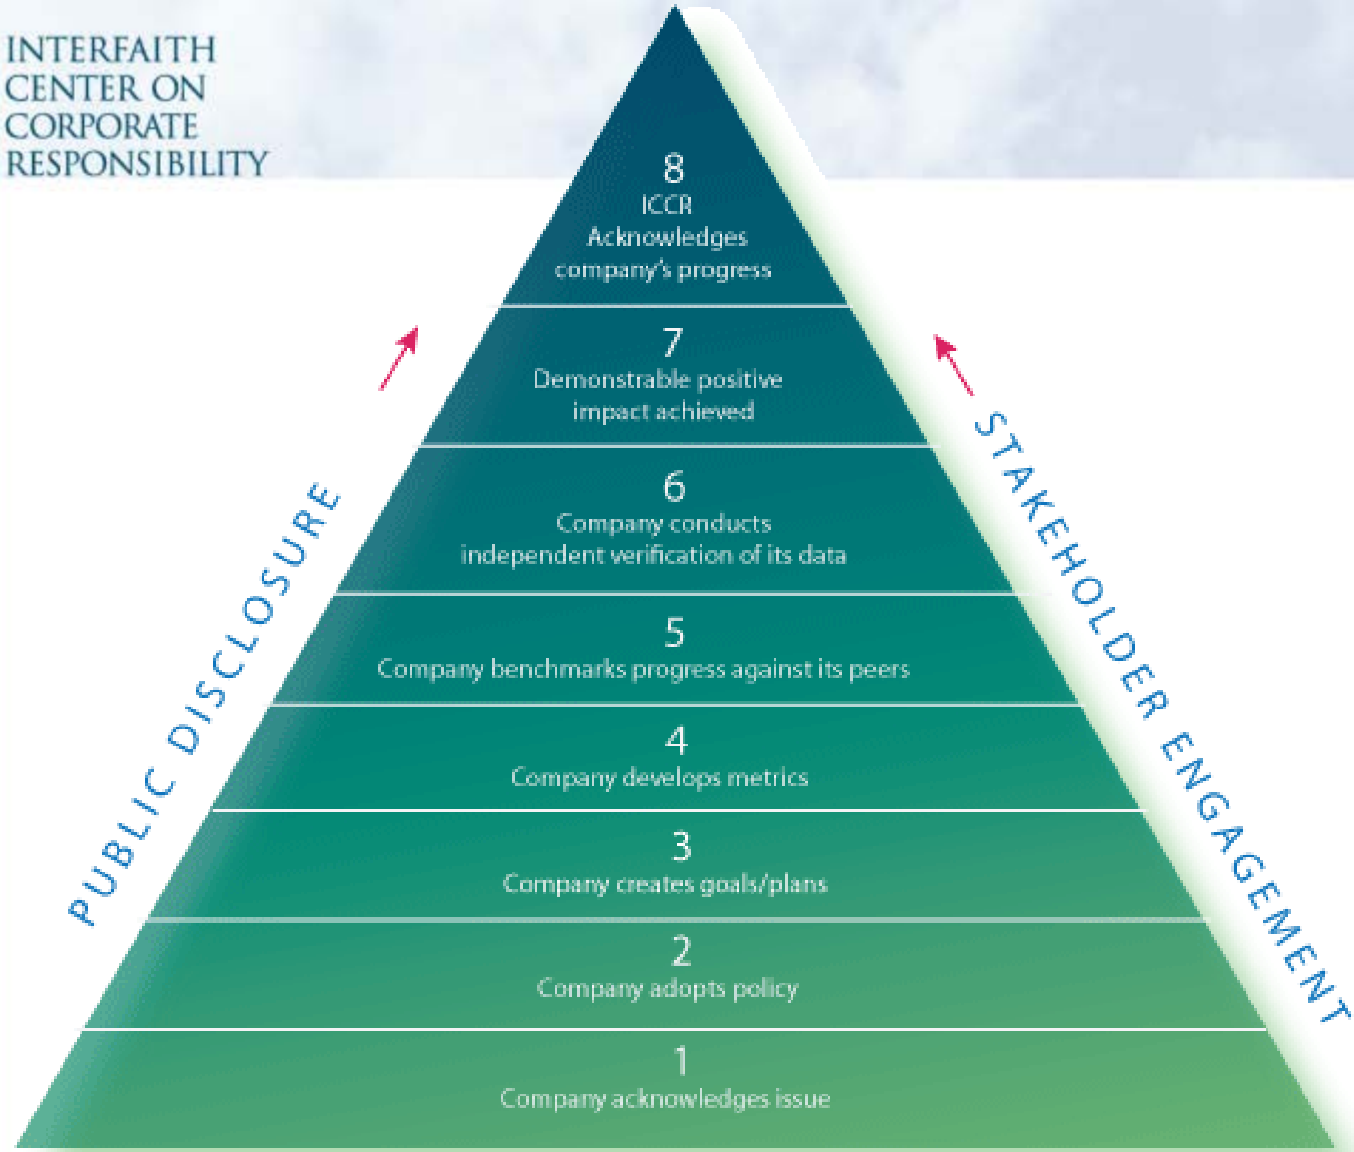 INTERFAITH
CENTER ON
CORPORATE
RESPONSIBILITY
8
ICCR
Acknowledges
company's progress
7
Demonstrable positive
impact achieved
6
Company conducts
independent verification of its data
5
Company benchmarks progress against its peers
4
Company develops metrics
3
Company creates goals/plans
2
Company adopts policy
1
Company acknowledges issue
PUBLIC DISCLOSURE
STAKEHOLDER ENGAGEMENT